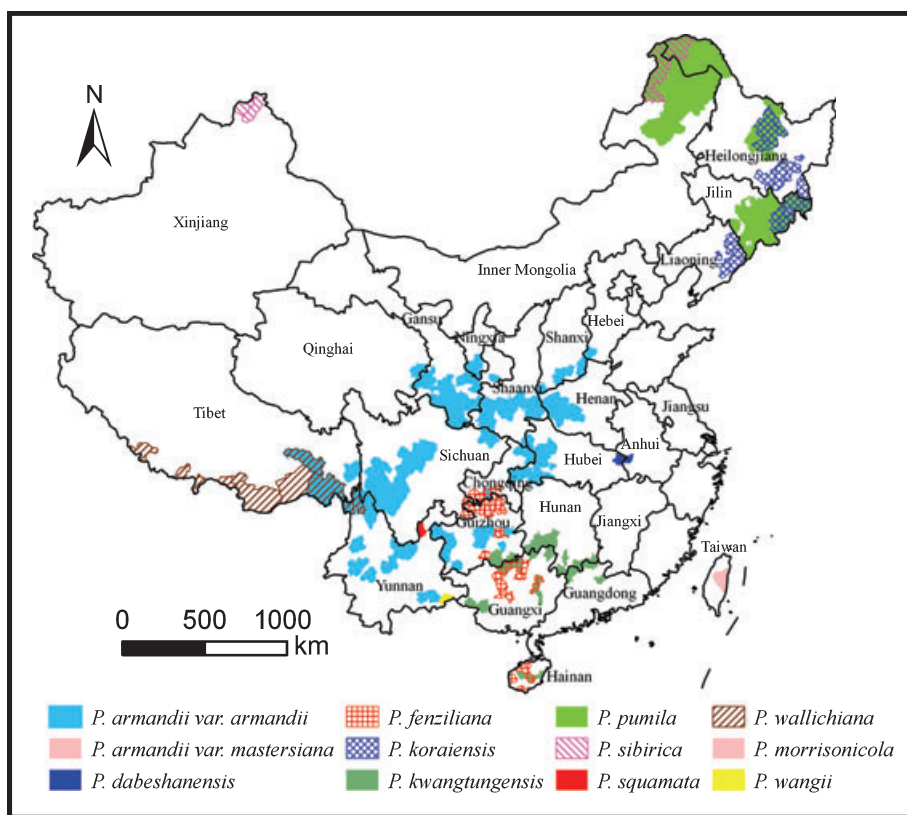 N
Heilongjiang
Jilin
Xinjiang
Liaoning
Inner Mongolia
Hebei
Gansu
Ningxia
Shanxi
Qinghai
Shaanxi
Henan
Tibet
Jiangsu
Anhui
Sichuan
Hubei
Chongqing
Hunan
Guizhou
Jiangxi
Taiwan
Yunnan
Guangdong
Guangxi
Hainan
0 500 1000
km
P. armandii var. armandii P. fenziliana P. pumila P. wallichiana
P. armandii var. mastersiana P. koraiensis P. sibirica P. morrisonicola
P. dabeshanensis P. kwangtungensis P. squamata P. wangii